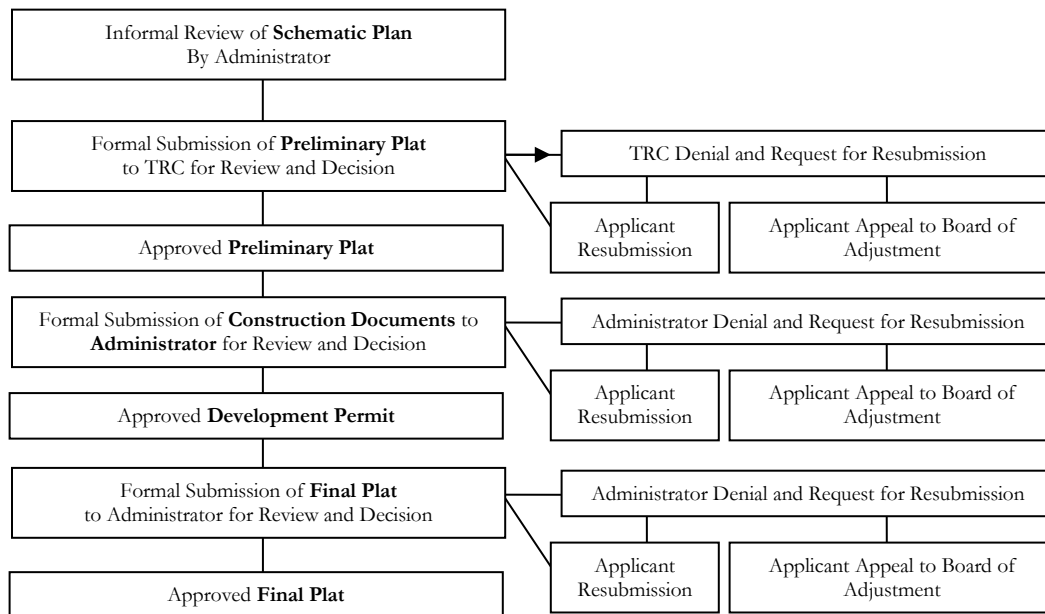 Informal Review of Schematic Plan
By Administrator
Formal Submission of Preliminary Plat
to TRC for Review and Decision
TRC Denial and Request for Resubmission
Applicant
Resubmission
Applicant Appeal to Board of
Adjustment
Approved Preliminary Plat
Formal Submission of Construction Documents to
Administrator for Review and Decision
Administrator Denial and Request for Resubmission
Applicant
Resubmission
Applicant Appeal to Board of
Adjustment
Approved Development Permit
Formal Submission of Final Plat
to Administrator for Review and Decision
Administrator Denial and Request for Resubmission
Applicant
Resubmission
Applicant Appeal to Board of
Adjustment
Approved Final Plat